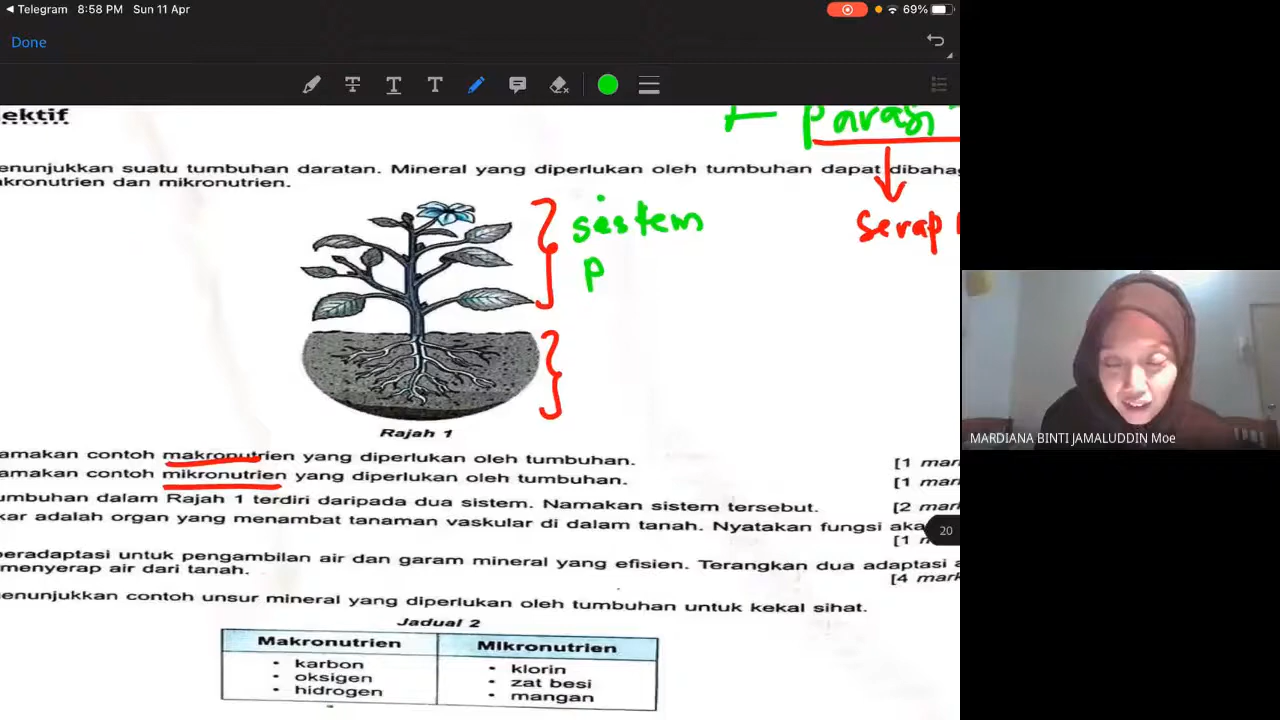 Telegram 8:58 PM Sun 11 Apr 69%
Done
T T
ektif
parasi
enunjukkan suatu tumbuhan daratan. Mineral yang diperlukan oleh tumbuhan dapat dibahag
akronutrien dan mikronutrien.
sistem
P
serap
Rajah 1
amakan contoh makronutrien yang diperlukan oleh tumbuhan. [1 mar
amakan contoh mikronutrien yang diperlukan oleh tumbuhan. [1 mar
umbuhan dalam Rajah 1 terdiri daripada dua sistem. Namakan sistem tersebut. [2 mar
kar adalah organ yang menambat tanaman vaskular di dalam tanah. Nyatakan fungsi aka
[1 m
20
beradaptasi untuk pengambilan air dan garam mineral yang efisien. Terangkan dua adaptasi a
menyerap air dari tanah. [4 mark
enunjukkan contoh unsur mineral yang diperlukan oleh tumbuhan untuk kekal sihat.
Jadual 2
Makronutrien Mikronutrien
• karbon • klorin
• oksigen • zat besi
• hidrogen • mangan
MARDIANA BINTI JAMALUDDIN Moe